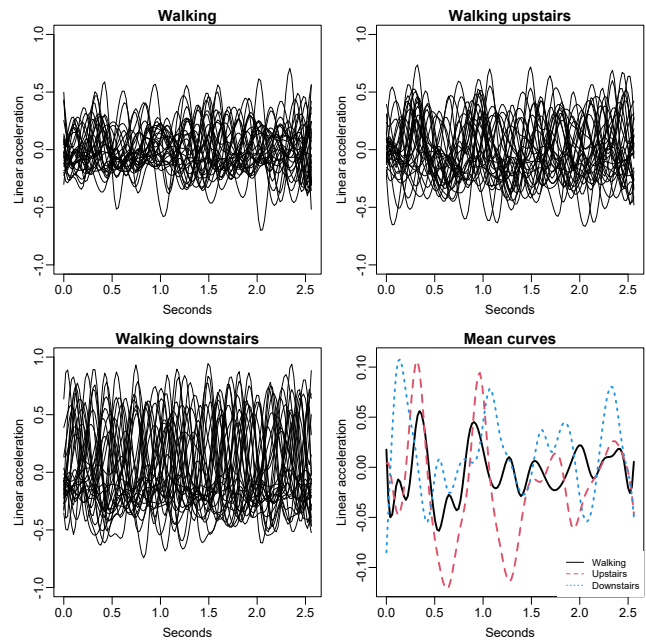 Walking
Linear acceleration
1.0
0.5
0.0
-0.5
-1.0
0.0 0.5 1.0 1.5 2.0 2.5
Seconds
Walking upstairs
Linear acceleration
1.0
0.5
0.0
-0.5
-1.0
0.0 0.5 1.0 1.5 2.0 2.5
Seconds
Walking downstairs
Linear acceleration
1.0
0.5
0.0
-0.5
-1.0
0.0 0.5 1.0 1.5 2.0 2.5
Seconds
Mean curves
Linear acceleration
0.10
0.05
0.00
-0.05
-0.10
Walking
Upstairs
Downstairs
0.0 0.5 1.0 1.5 2.0 2.5
Seconds